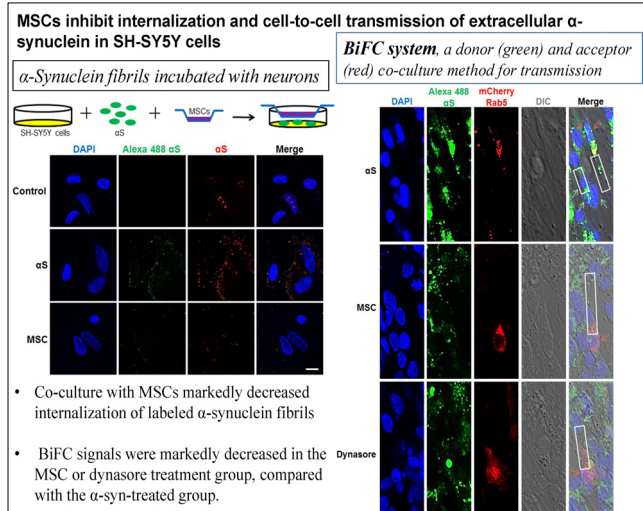 MSCs inhibit internalization and cell-to-cell transmission of extracellular α-
synuclein in SH-SY5Y cells
α-Synuclein fibrils incubated with neurons
SH-SY5Y cells
+
αS
+
MSCs
DAPI Alexa 488 αS αS Merge
Control
αS
MSC
• Co-culture with MSCs markedly decreased
internalization of labeled α-synuclein fibrils
• BiFC signals were markedly decreased in the
MSC or dynasore treatment group, compared
with the α-syn-treated group.
BiFC system, a donor (green) and acceptor
(red) co-culture method for transmission
DAPI
Alexa 488
αS
mCherry
Rab5
DIC
Merge
αS
MSC
Dynasore